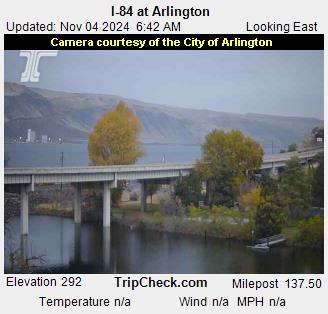 I-84 at Arlington
Updated: Nov 04 2024 6:42 AM Looking East
Camera courtesy of the City of Arlington
Elevation 292 TripCheck.com Milepost 137.50
Temperature n/a Wind n/a MPH n/a